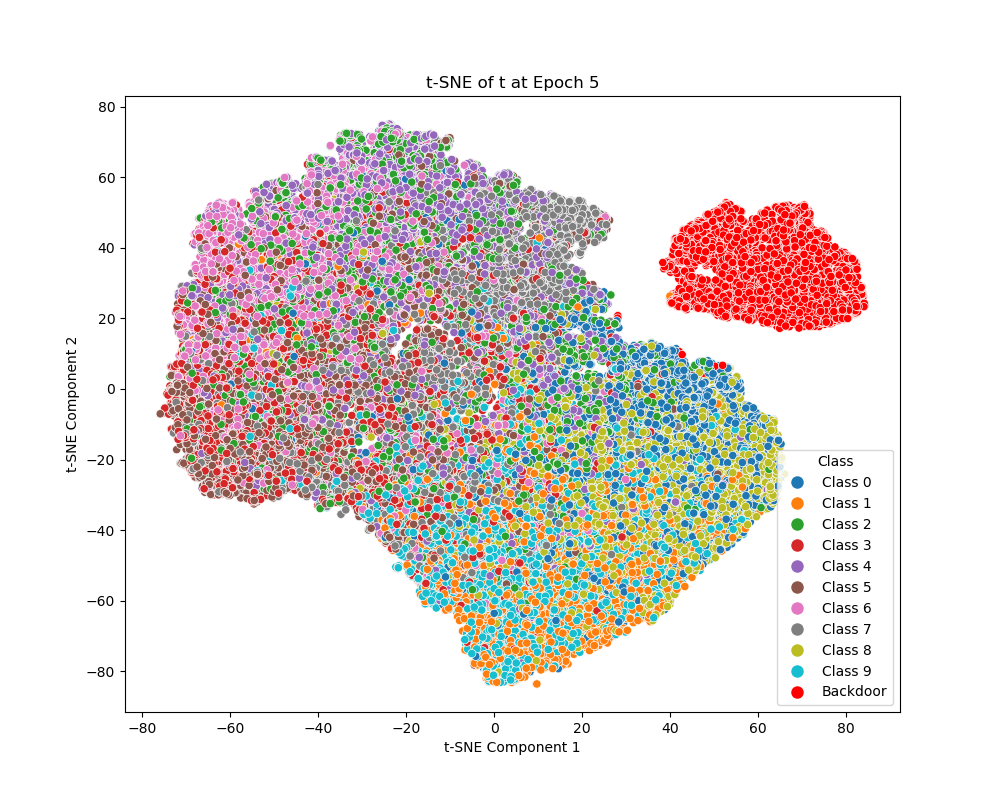 t-SNE of t at Epoch 5
80
60
40
20
0
−20
−40
−60
−80
t-SNE Component 2
−80 −60 −40 −20 0 20 40 60 80
t-SNE Component 1
Class
Class 0
Class 1
Class 2
Class 3
Class 4
Class 5
Class 6
Class 7
Class 8
Class 9
Backdoor